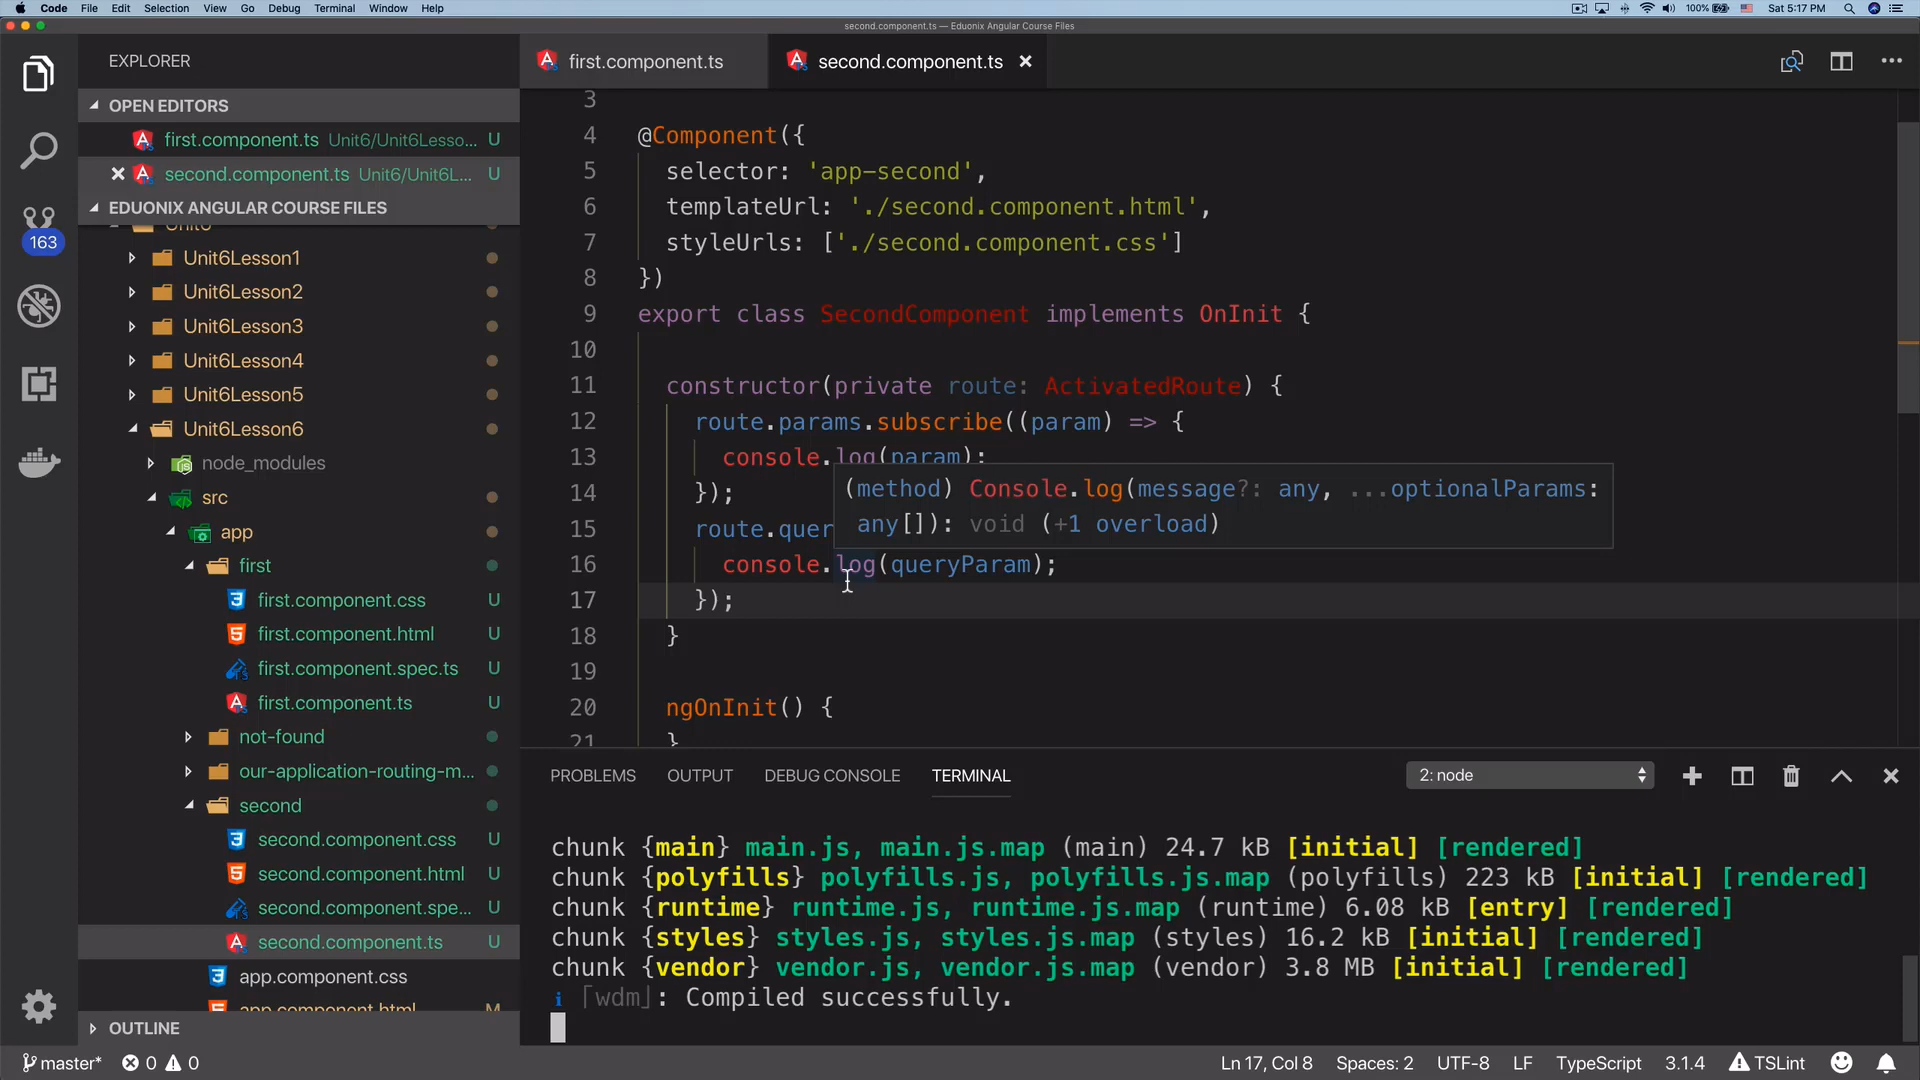 Code File Edit Selection View Go Debug Terminal Window Help
100% Sat 5:17 PM
second.component.ts — Eduonix Angular Course Files
EXPLORER
OPEN EDITORS
first.component.ts Unit6/Unit6Lesso... U
second.component.ts Unit6/Unit6L... U
EDUONIX ANGULAR COURSE FILES
163
Unit6
Unit6Lesson1
Unit6Lesson2
Unit6Lesson3
Unit6Lesson4
Unit6Lesson5
Unit6Lesson6
node_modules
src
app
first
first.component.css U
first.component.html U
first.component.spec.ts U
first.component.ts U
not-found
our-application-routing-m...
second
second.component.css U
second.component.html U
second.component.spe... U
second.component.ts U
app.component.css
app.component.html M
OUTLINE
first.component.ts
second.component.ts
3
4 @Component({
5 selector: 'app-second',
6 templateUrl: './second.component.html',
7 styleUrls: ['./second.component.css']
8 })
9 export class SecondComponent implements OnInit {
10
11 constructor(private route: ActivatedRoute) {
12 route.params.subscribe((param) => {
13 console.log(param);
14 });
15 route.quer
16 console.log(queryParam);
17 });
18 }
19
20 ngOnInit() {
21 }
(method) Console.log(message?: any, ...optionalParams:
any[]): void (+1 overload)
PROBLEMS OUTPUT DEBUG CONSOLE TERMINAL
2: node
chunk {main} main.js, main.js.map (main) 24.7 kB [initial] [rendered]
chunk {polyfills} polyfills.js, polyfills.js.map (polyfills) 223 kB [initial] [rendered]
chunk {runtime} runtime.js, runtime.js.map (runtime) 6.08 kB [entry] [rendered]
chunk {styles} styles.js, styles.js.map (styles) 16.2 kB [initial] [rendered]
chunk {vendor} vendor.js, vendor.js.map (vendor) 3.8 MB [initial] [rendered]
i ｢wdm｣: Compiled successfully.
master* 0 0
Ln 17, Col 8 Spaces: 2 UTF-8 LF TypeScript 3.1.4 TSLint